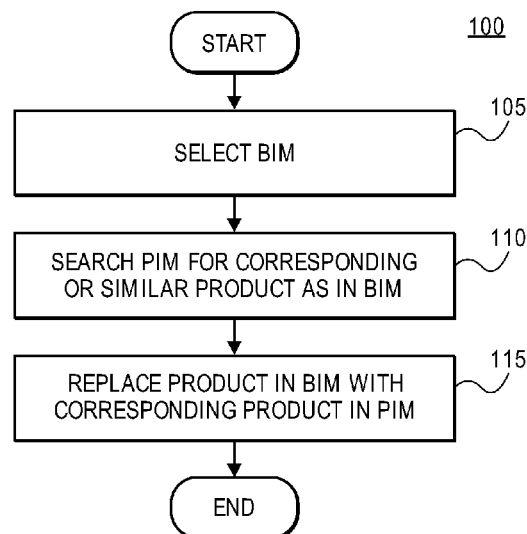 START
100
105
SELECT BIM
110
SEARCH PIM FOR CORRESPONDING
OR SIMILAR PRODUCT AS IN BIM
115
REPLACE PRODUCT IN BIM WITH
CORRESPONDING PRODUCT IN PIM
END